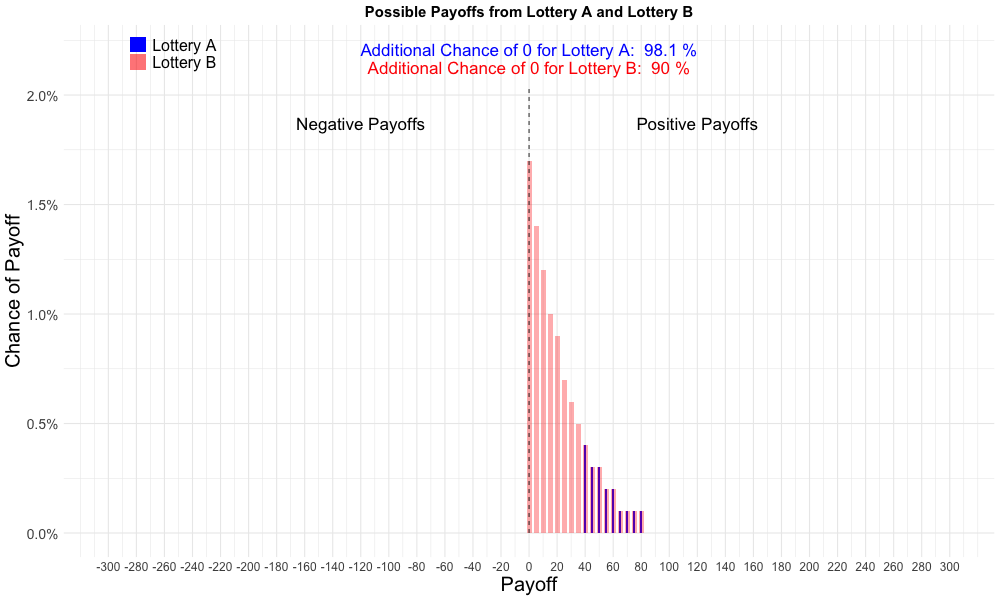 Possible Payoffs from Lottery A and Lottery B
Lottery A
Lottery B
Additional Chance of 0 for Lottery A: 98.1 %
Additional Chance of 0 for Lottery B: 90 %
Negative Payoffs
Positive Payoffs
Chance of Payoff
2.0%
1.5%
1.0%
0.5%
0.0%
-300 -280 -260 -240 -220 -200 -180 -160 -140 -120 -100 -80 -60 -40 -20 0 20 40 60 80 100 120 140 160 180 200 220 240 260 280 300
Payoff